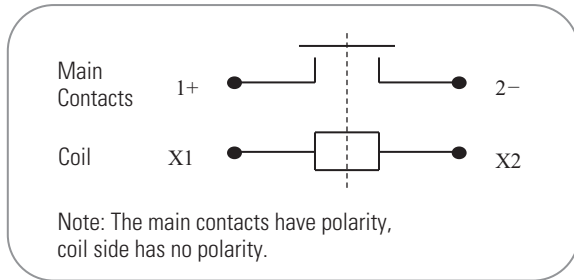 Main
Contacts
1+
2−
Coil
X1
X2
Note: The main contacts have polarity,
coil side has no polarity.